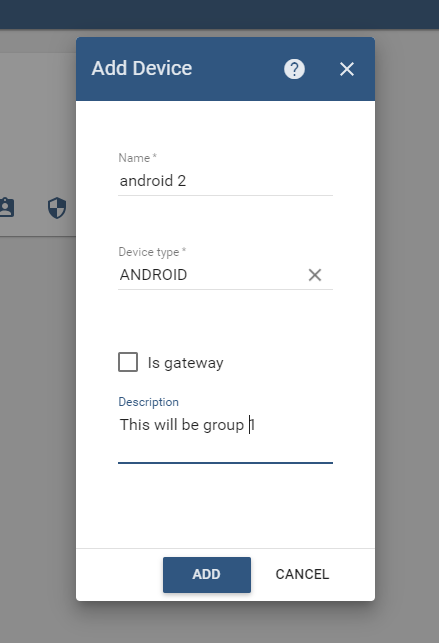 Add Device
Name *
android 2
Device type *
ANDROID
Is gateway
Description
This will be group 1
ADD
CANCEL